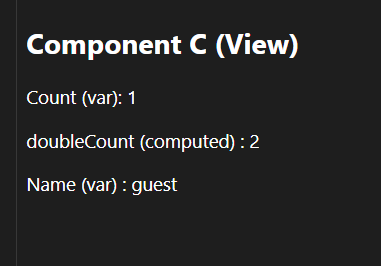 Component C (View)
Count (var): 1
doubleCount (computed) : 2
Name (var) : guest